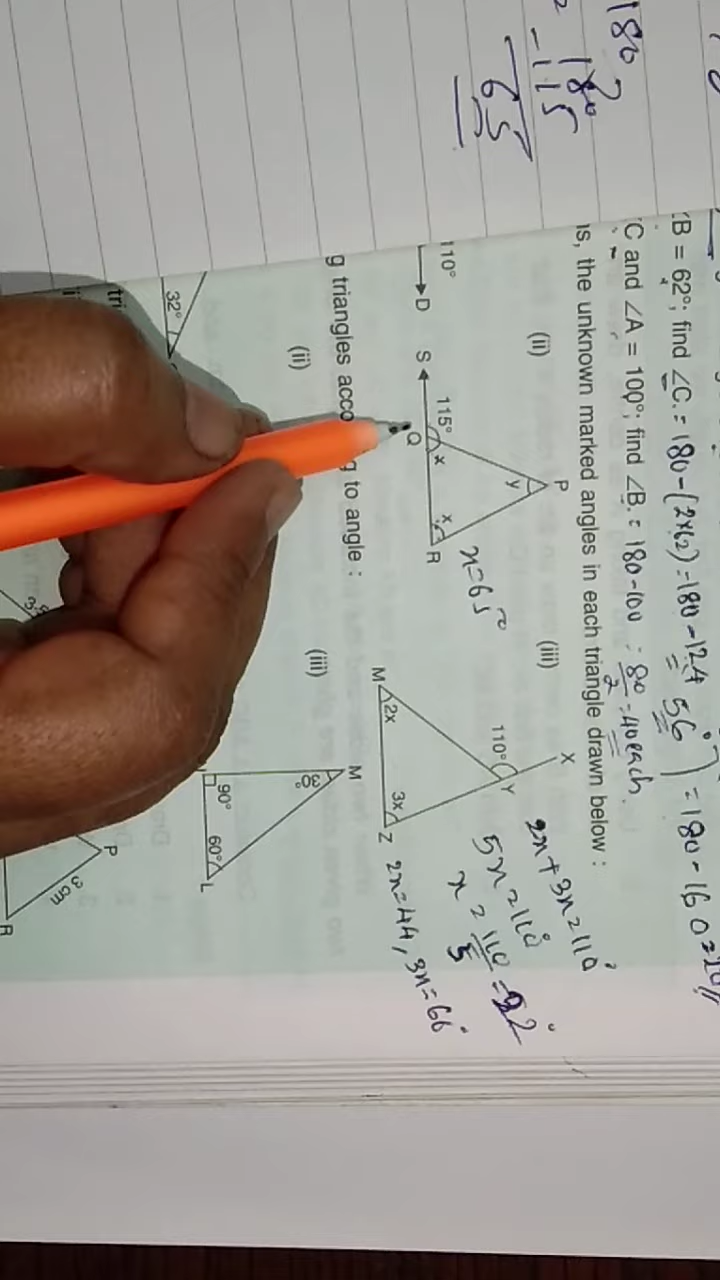 180
180
-115
65
∠B = 62°; find ∠C. = 180-(2x62) = 180-124
= 56°
= 180-160 = 20
∠C and ∠A = 100°; find ∠B. = 180-100 = 80 = 40 each.
2
the unknown marked angles in each triangle drawn below :
(ii)
(iii)
110°
D
S
115°
Q
x
x
y
P
R
x=65°
X
110°
Y
M
2x
3x
Z
2x+3x=110°
5x=110°
x = 110 = 22°
5
2x=44, 3x=66°
triangles acco g to angle :
(ii)
(iii)
32°
M
30°
90°
60°
L
P
3 cm
R
tri